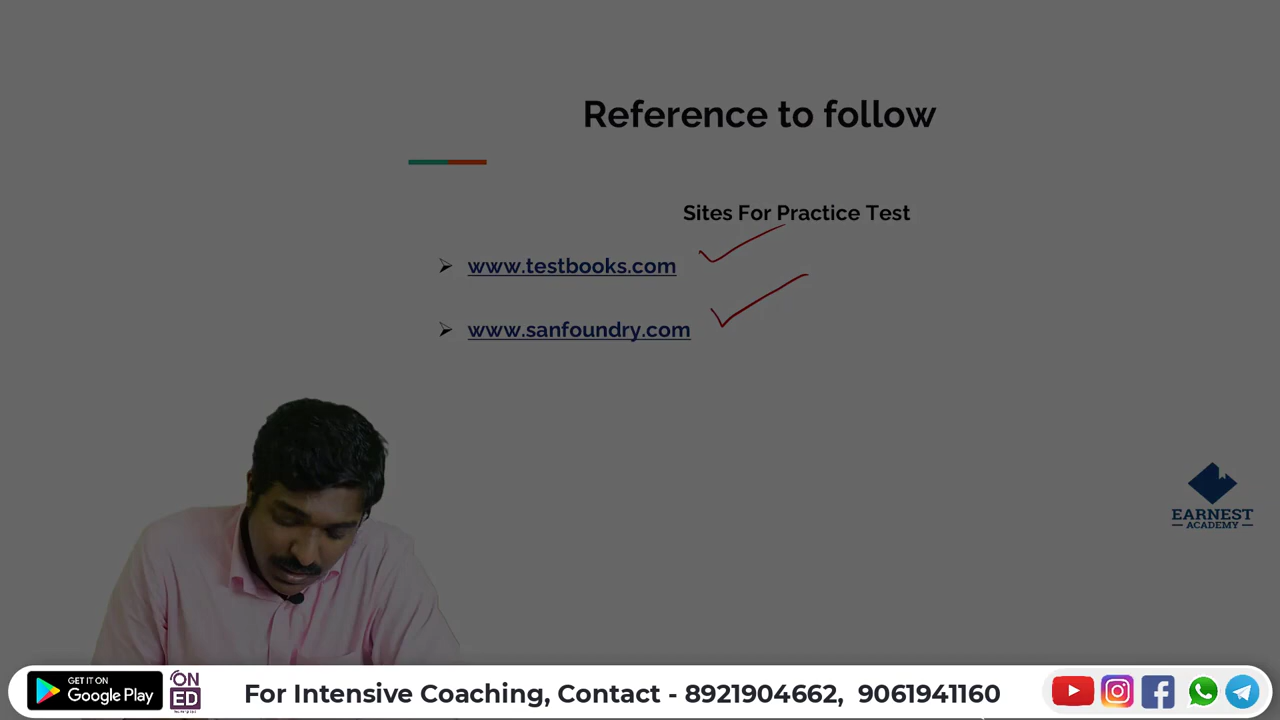 Reference to follow
Sites For Practice Test
www.testbooks.com
www.sanfoundry.com
EARNEST
ACADEMY
GET IT ON
Google Play
ON
ED
For Intensive Coaching, Contact - 8921904662, 9061941160